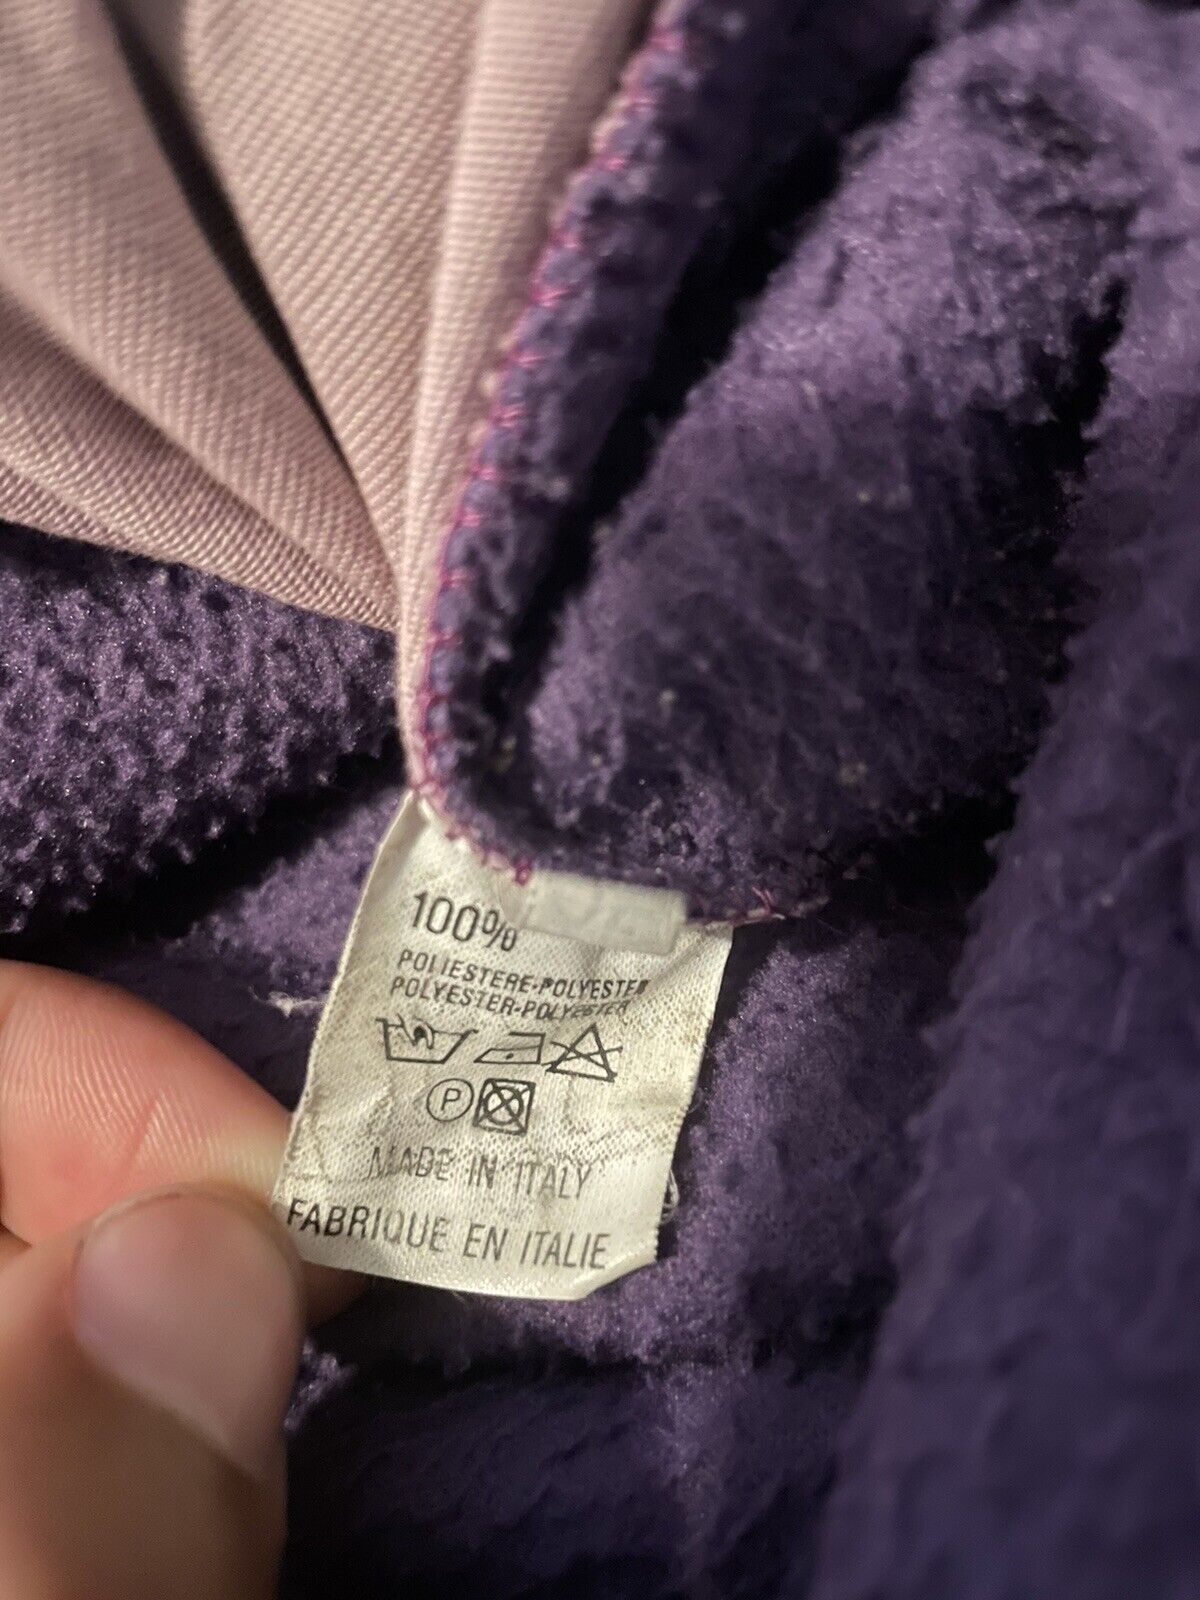 100%
POLIESTERE-POLYESTER
POLYESTER-POLYESTER
P
MADE IN ITALY
FABRIQUE EN ITALIE